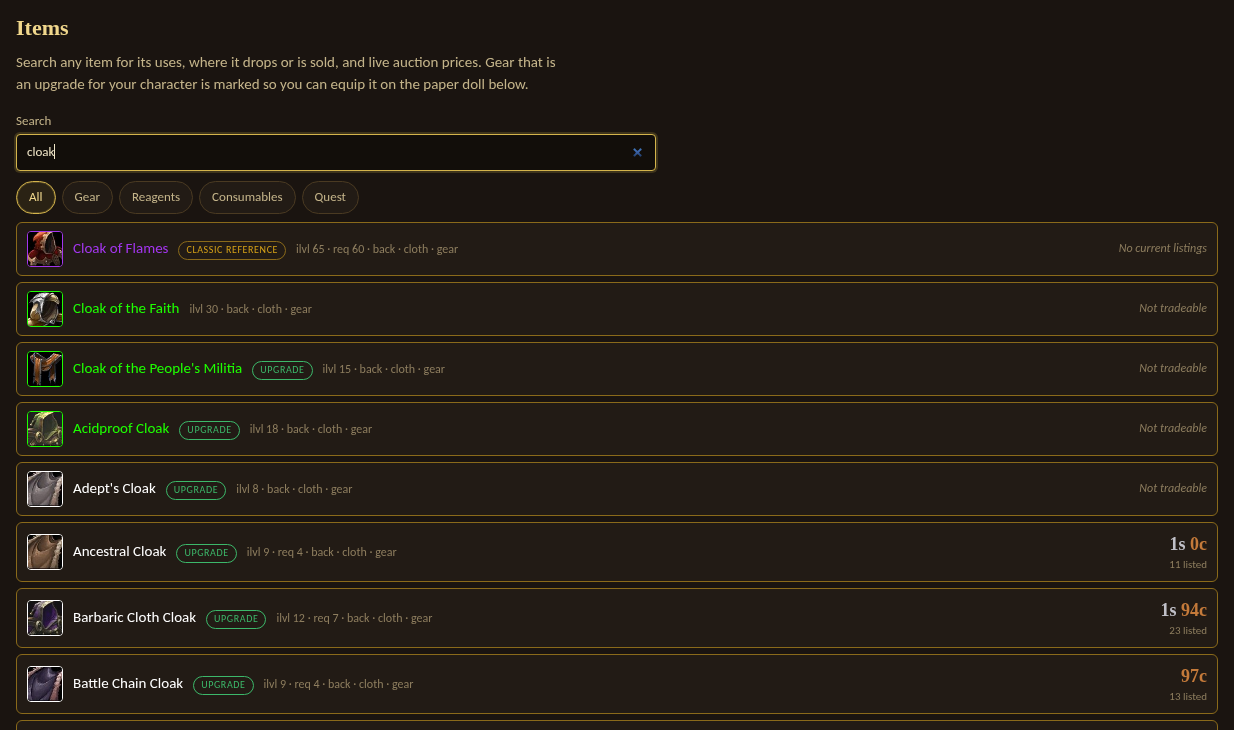 Items
Search any item for its uses, where it drops or is sold, and live auction prices. Gear that is
an upgrade for your character is marked so you can equip it on the paper doll below.
Search
cloak
All Gear Reagents Consumables Quest
Cloak of Flames CLASSIC REFERENCE ilvl 65 · req 60 · back · cloth · gear No current listings
Cloak of the Faith ilvl 30 · back · cloth · gear Not tradeable
Cloak of the People's Militia UPGRADE ilvl 15 · back · cloth · gear Not tradeable
Acidproof Cloak UPGRADE ilvl 18 · back · cloth · gear Not tradeable
Adept's Cloak UPGRADE ilvl 8 · back · cloth · gear Not tradeable
Ancestral Cloak UPGRADE ilvl 9 · req 4 · back · cloth · gear 1s 0c
11 listed
Barbaric Cloth Cloak UPGRADE ilvl 12 · req 7 · back · cloth · gear 1s 94c
23 listed
Battle Chain Cloak UPGRADE ilvl 9 · req 4 · back · cloth · gear 97c
13 listed